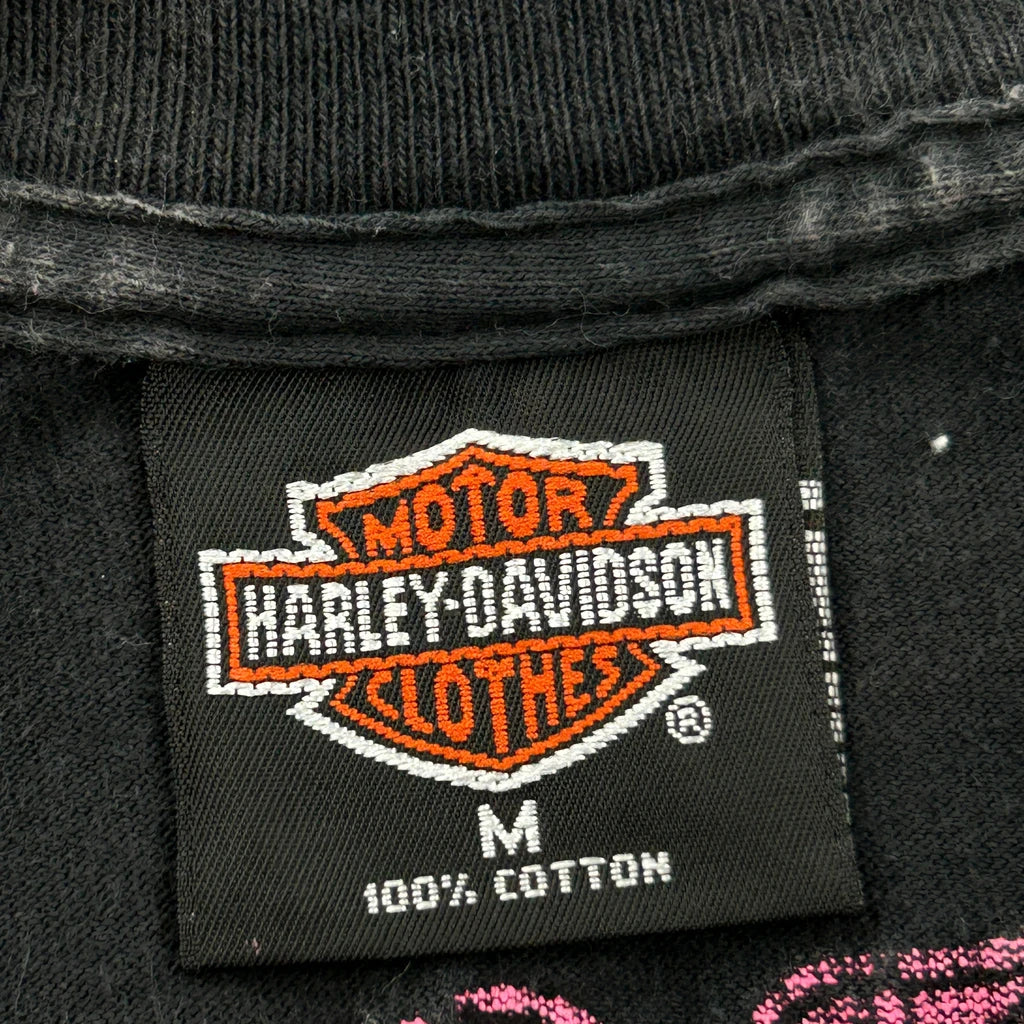 MOTOR
HARLEY-DAVIDSON
CLOTHES
®
M
100% COTTON